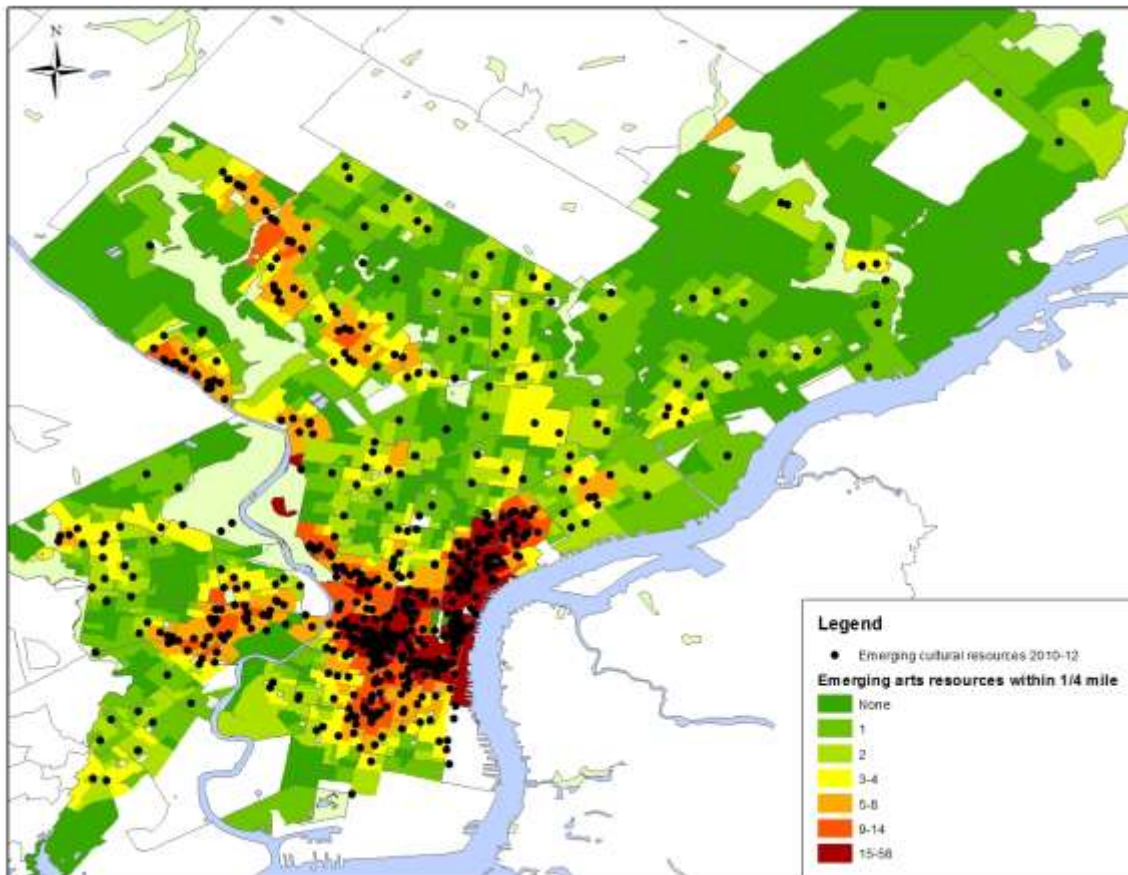 N
Legend
Emerging cultural resources 2010-12
Emerging arts resources within 1/4 mile
None
1
2
3-4
5-8
9-14
15-58